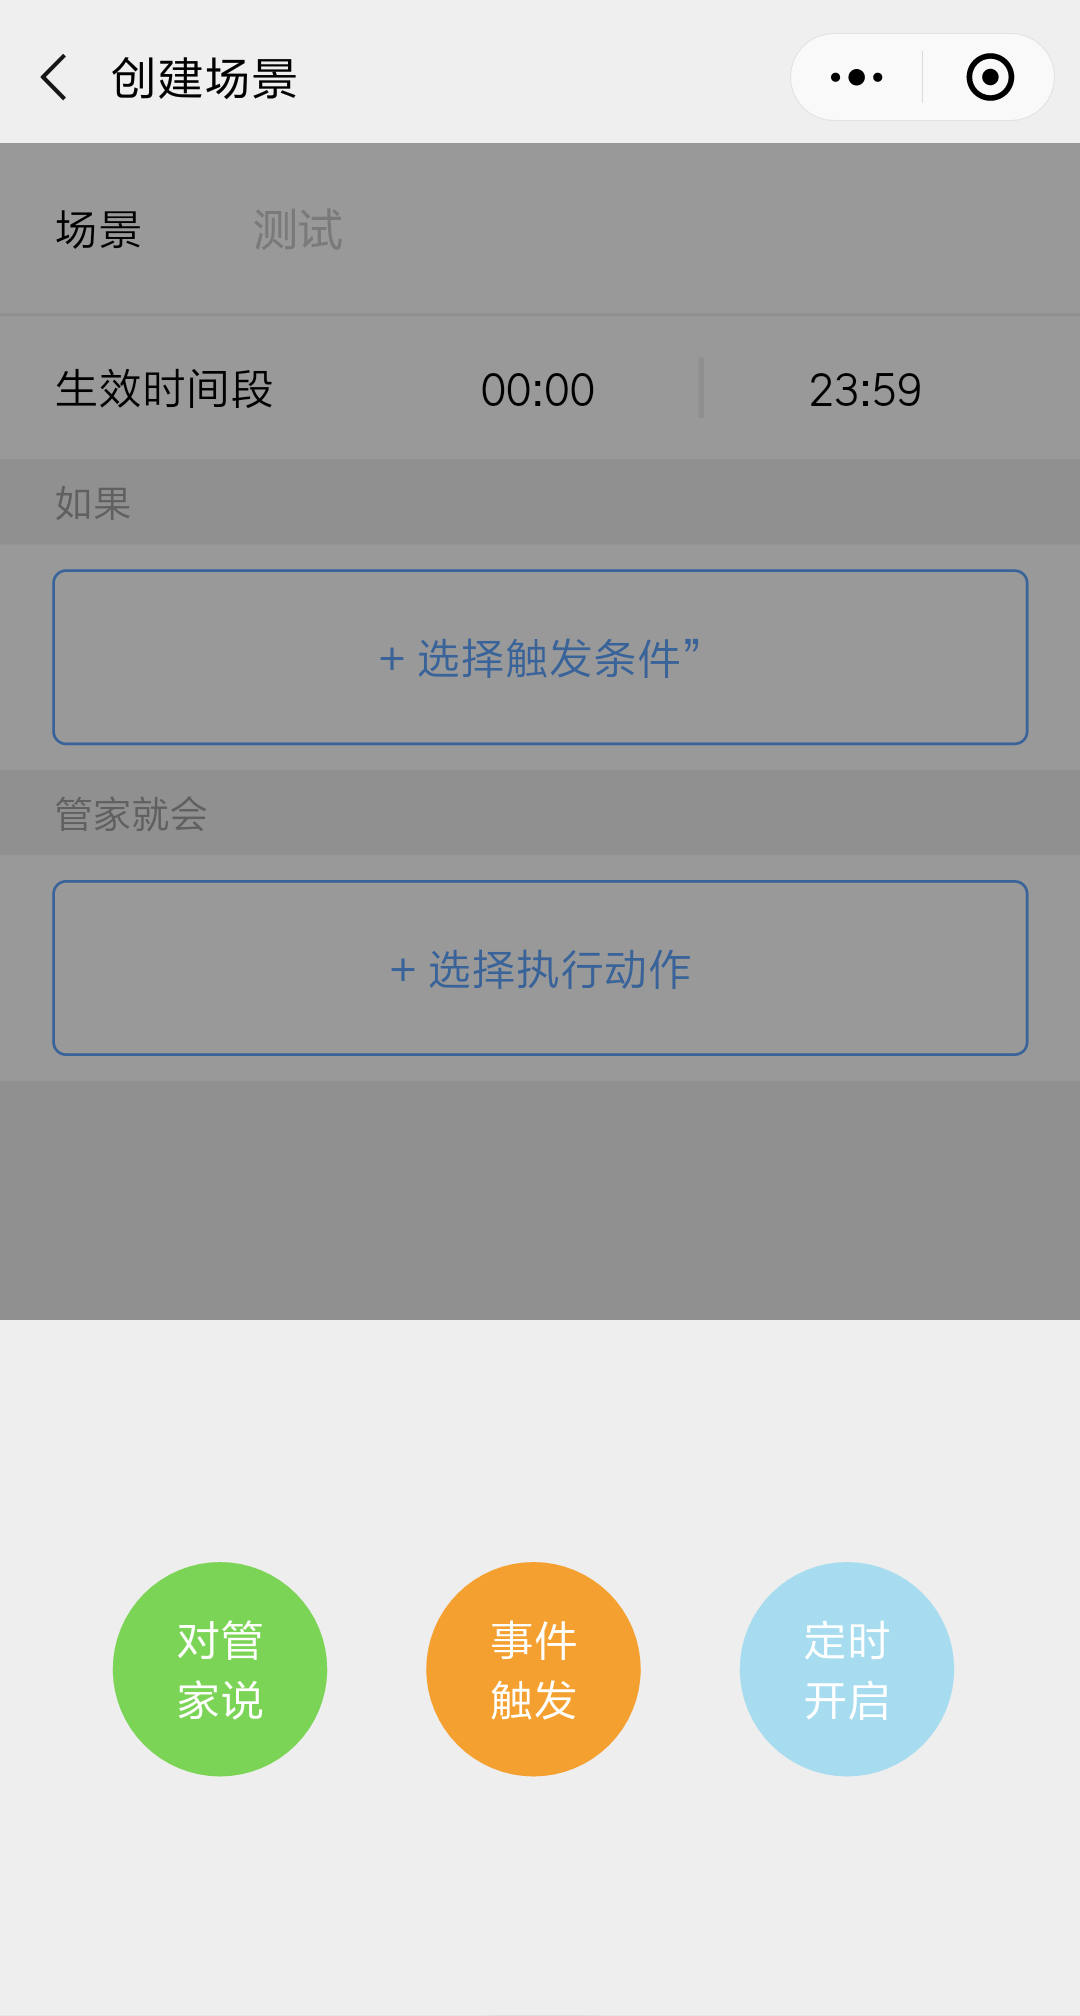 创建场景
场景 测试
生效时间段 00:00 23:59
如果
+ 选择触发条件”
管家就会
+ 选择执行动作
对管
家说
事件
触发
定时
开启